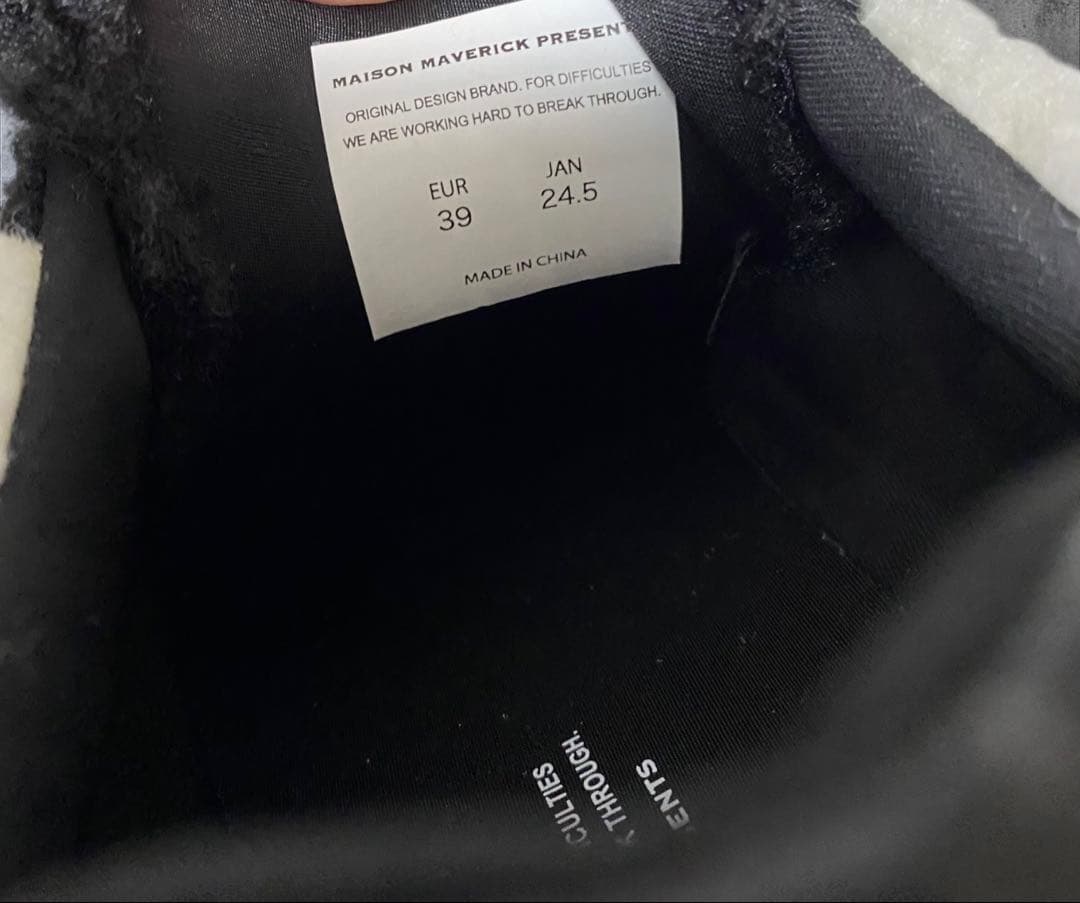 MAISON MAVERICK PRESENT
ORIGINAL DESIGN BRAND. FOR DIFFICULTIES
WE ARE WORKING HARD TO BREAK THROUGH.
EUR JAN
39 24.5
MADE IN CHINA
CULTIES
K THROUGH.
ENTS